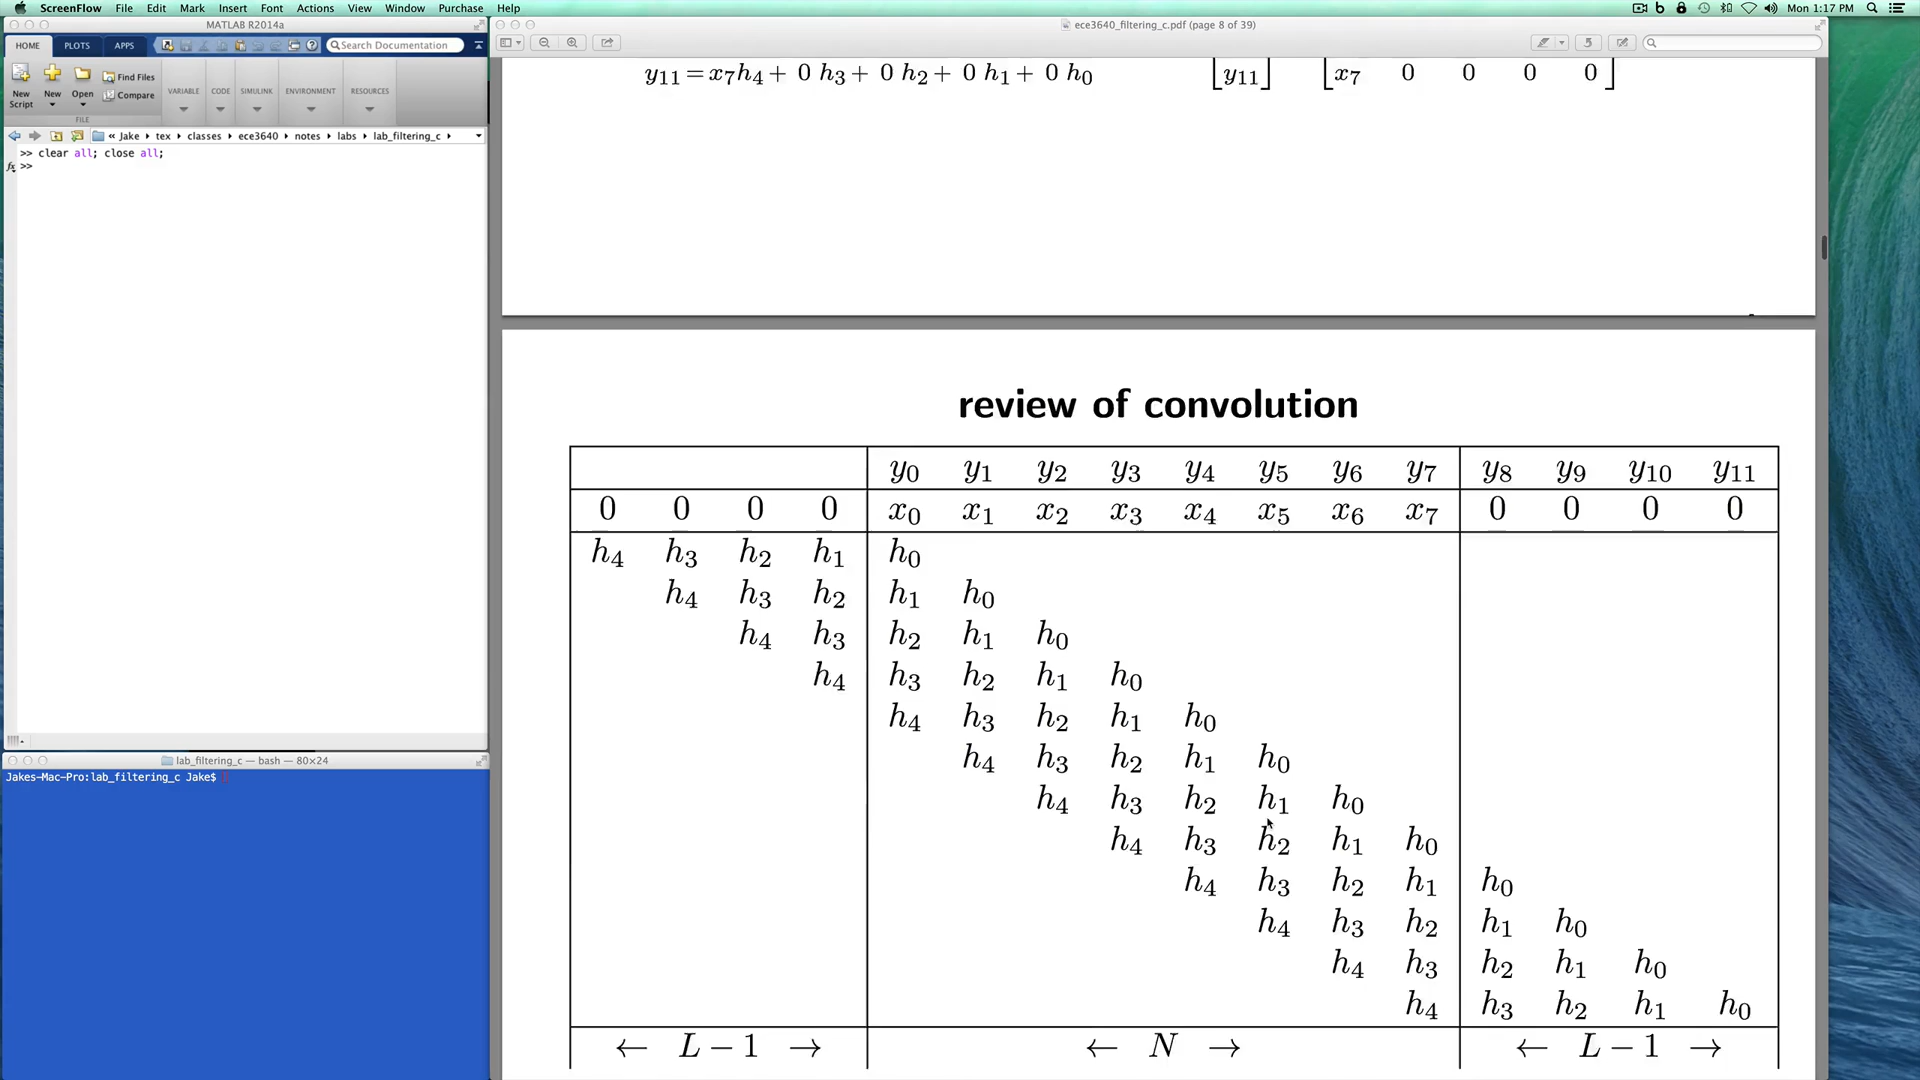 ScreenFlow File Edit Mark Insert Font Actions View Window Purchase Help Mon 1:17 PM
MATLAB R2014a
HOME PLOTS APPS Search Documentation
New Script New Open Find Files Compare VARIABLE CODE SIMULINK ENVIRONMENT RESOURCES
FILE
« Jake ▸ tex ▸ classes ▸ ece3640 ▸ notes ▸ labs ▸ lab_filtering_c ▸
>> clear all; close all;
fx >>
lab_filtering_c — bash — 80×24
Jakes-Mac-Pro:lab_filtering_c Jake$
ece3640_filtering_c.pdf (page 8 of 39)
y₁₁ = x₇h₄ + 0 h₃ + 0 h₂ + 0 h₁ + 0 h₀ [y₁₁] [x₇ 0 0 0 0]
review of convolution
y₀ y₁ y₂ y₃ y₄ y₅ y₆ y₇ y₈ y₉ y₁₀ y₁₁
0 0 0 0 x₀ x₁ x₂ x₃ x₄ x₅ x₆ x₇ 0 0 0 0
h₄ h₃ h₂ h₁ h₀
h₄ h₃ h₂ h₁ h₀
h₄ h₃ h₂ h₁ h₀
h₄ h₃ h₂ h₁ h₀
h₄ h₃ h₂ h₁ h₀
h₄ h₃ h₂ h₁ h₀
h₄ h₃ h₂ h₁ h₀
h₄ h₃ h₂ h₁ h₀
h₄ h₃ h₂ h₁ h₀
h₄ h₃ h₂ h₁ h₀
h₄ h₃ h₂ h₁ h₀
h₄ h₃ h₂ h₁ h₀
← L − 1 → ← N → ← L − 1 →